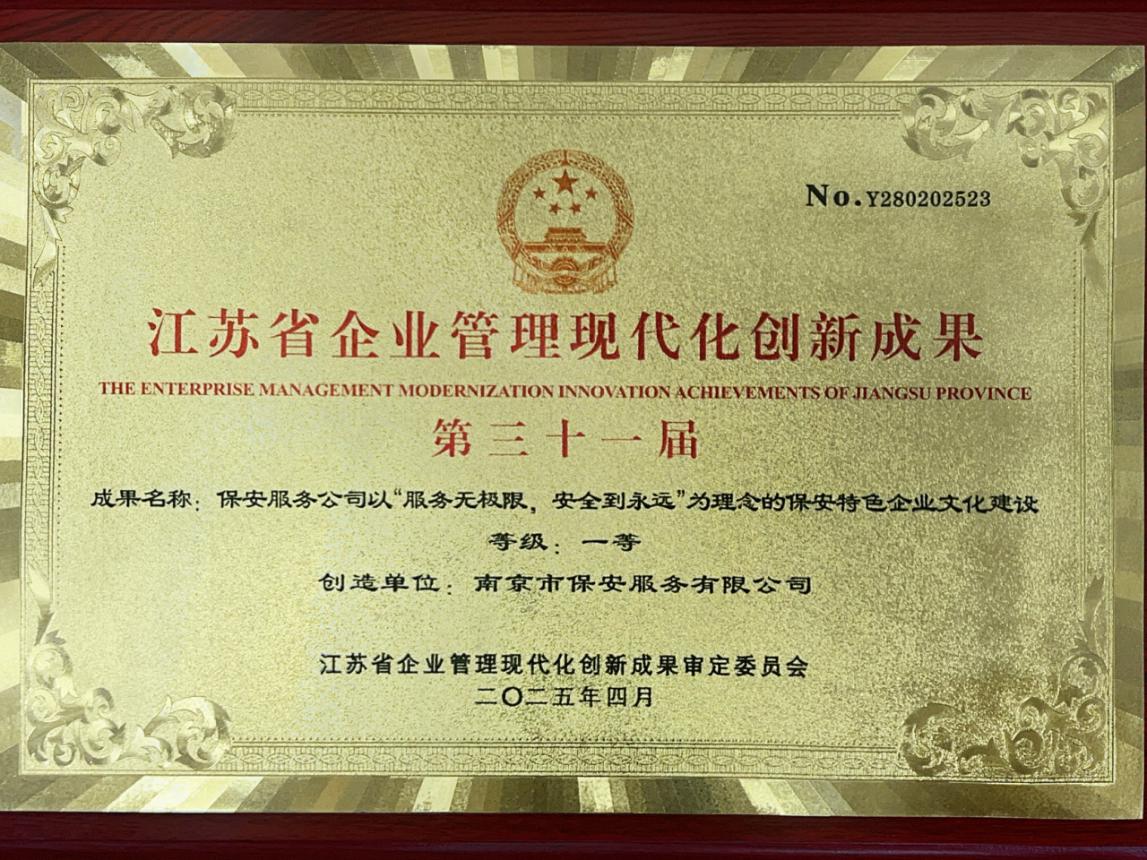 No.Y280202523
江苏省企业管理现代化创新成果
THE ENTERPRISE MANAGEMENT MODERNIZATION INNOVATION ACHIEVEMENTS OF JIANGSU PROVINCE
第三十一届
成果名称：保安服务公司以“服务无极限，安全到永远”为理念的保安特色企业文化建设
等级：一等
创造单位：南京市保安服务有限公司
江苏省企业管理现代化创新成果审定委员会
二〇二五年四月